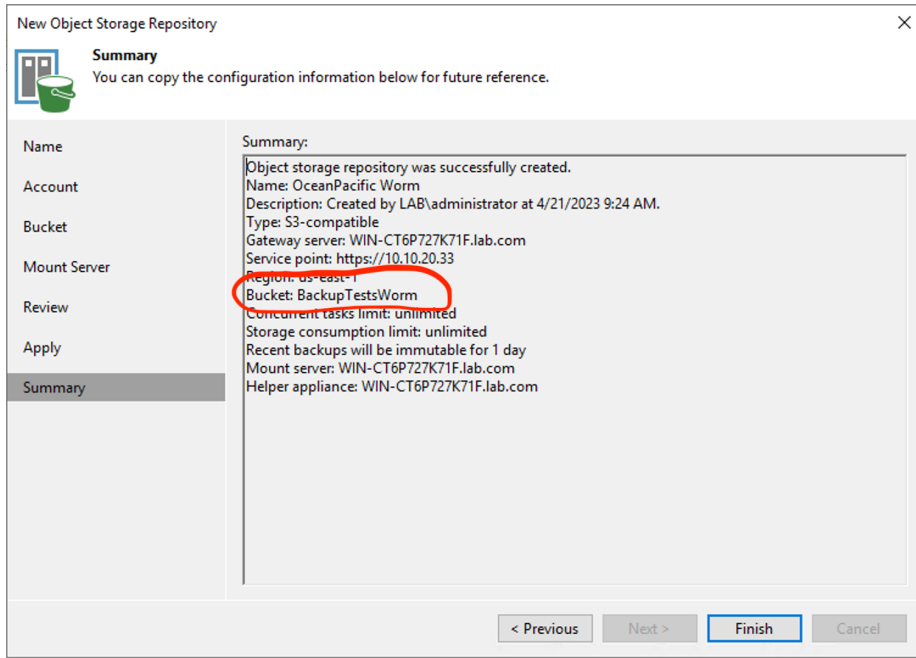 New Object Storage Repository
Summary
You can copy the configuration information below for future reference.
Name
Account
Bucket
Mount Server
Review
Apply
Summary
Summary:
Object storage repository was successfully created.
Name: OceanPacific Worm
Description: Created by LAB\administrator at 4/21/2023 9:24 AM.
Type: S3-compatible
Gateway server: WIN-CT6P727K71F.lab.com
Service point: https://10.10.20.33
Region: us-east-1
Bucket: BackupTestsWorm
Concurrent tasks limit: unlimited
Storage consumption limit: unlimited
Recent backups will be immutable for 1 day
Mount server: WIN-CT6P727K71F.lab.com
Helper appliance: WIN-CT6P727K71F.lab.com
< Previous
Next >
Finish
Cancel